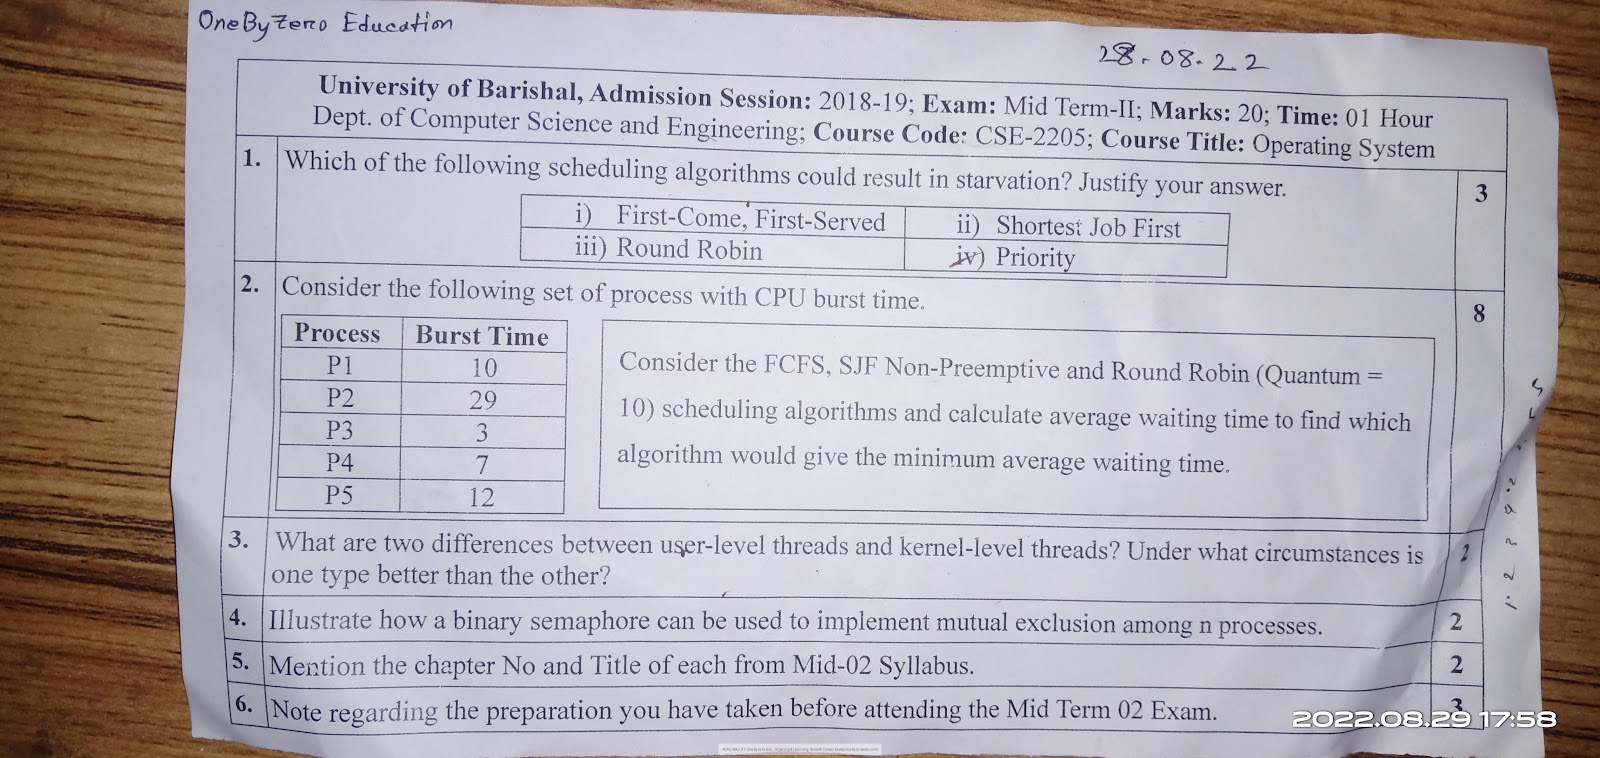 OneByZero Education
28.08.22
University of Barishal, Admission Session: 2018-19; Exam: Mid Term-II; Marks: 20; Time: 01 Hour
Dept. of Computer Science and Engineering; Course Code: CSE-2205; Course Title: Operating System
1. Which of the following scheduling algorithms could result in starvation? Justify your answer. 3
i) First-Come, First-Served ii) Shortest Job First
iii) Round Robin iv) Priority
2. Consider the following set of process with CPU burst time. 8
Process Burst Time
P1 10
P2 29
P3 3
P4 7
P5 12
Consider the FCFS, SJF Non-Preemptive and Round Robin (Quantum =
10) scheduling algorithms and calculate average waiting time to find which
algorithm would give the minimum average waiting time.
3. What are two differences between user-level threads and kernel-level threads? Under what circumstances is 2
one type better than the other?
4. Illustrate how a binary semaphore can be used to implement mutual exclusion among n processes. 2
5. Mention the chapter No and Title of each from Mid-02 Syllabus. 2
6. Note regarding the preparation you have taken before attending the Mid Term 02 Exam. 3
2022.08.29 17:58